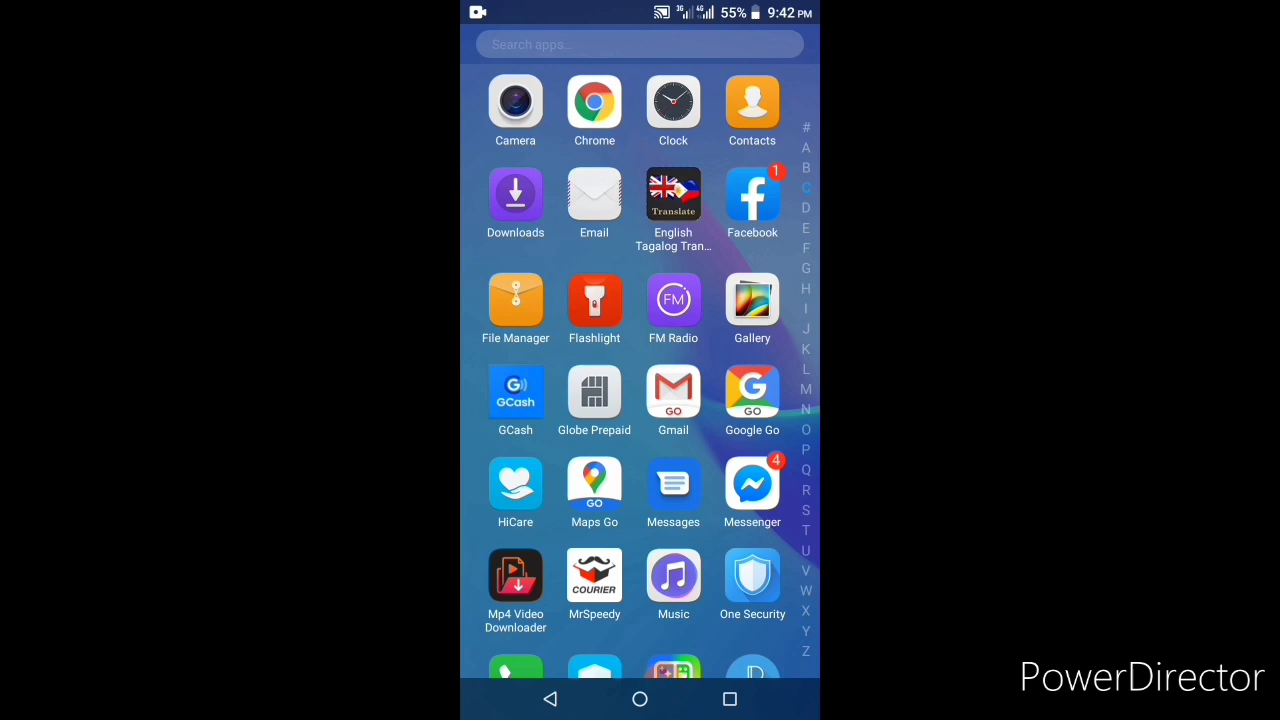 3G 4G 55% 9:42 PM
Search apps...
Camera Chrome Clock Contacts
#
A
B
C
D
E
F
G
H
I
J
K
L
M
N
O
P
Q
R
S
T
U
V
W
X
Y
Z
Translate
1
Downloads Email English Facebook
Tagalog Tran...
FM
File Manager Flashlight FM Radio Gallery
G
GCash
GO
G
GO
GCash Globe Prepaid Gmail Google Go
GO
4
HiCare Maps Go Messages Messenger
COURIER
Mp4 Video MrSpeedy Music One Security
Downloader
PowerDirector